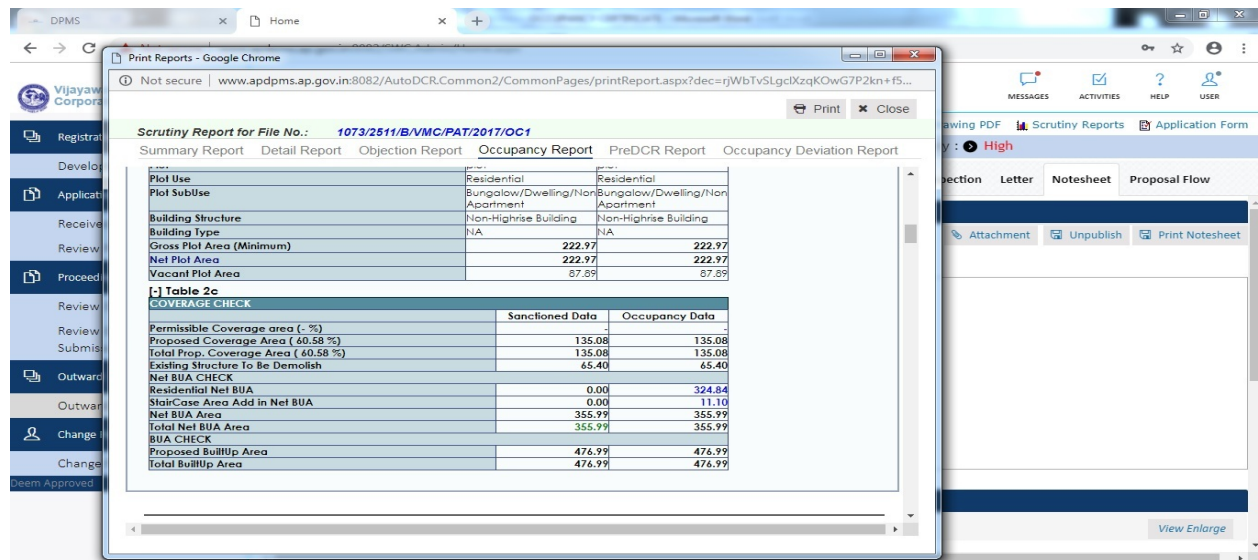 DPMS
Home
Print Reports - Google Chrome
Not secure | www.apdpms.ap.gov.in:8082/AutoDCR.Common2/CommonPages/printReport.aspx?dec=rjWbTvSLgclXzqKOwG7P2kn+f5...
MESSAGES ACTIVITIES HELP USER
Vijayaw
Corpora
Print Close
Scrutiny Report for File No.: 1073/2511/B/VMC/PAT/2017/OC1
awing PDF Scrutiny Reports Application Form
Summary Report Detail Report Objection Report Occupancy Report PreDCR Report Occupancy Deviation Report
y : High
Registrat
Develop
Applicati
Receive
Review
Proceedi
Review
Review
Submis
Outward
Outwar
Change
Change
Deem Approved
pection Letter Notesheet Proposal Flow
Attachment Unpublish Print Notesheet
Plot Use Residential Residential
Plot SubUse Bungalow/Dwelling/Non Bungalow/Dwelling/Non
Apartment Apartment
Building Structure Non-Highrise Building Non-Highrise Building
Building Type NA NA
Gross Plot Area (Minimum) 222.97 222.97
Net Plot Area 222.97 222.97
Vacant Plot Area 87.89 87.89
[-] Table 2c
COVERAGE CHECK
Sanctioned Data Occupancy Data
Permissible Coverage area (- %) - -
Proposed Coverage Area ( 60.58 %) 135.08 135.08
Total Prop. Coverage Area ( 60.58 %) 135.08 135.08
Existing Structure To Be Demolish 65.40 65.40
Net BUA CHECK
Residential Net BUA 0.00 324.84
StairCase Area Add in Net BUA 0.00 11.10
Net BUA Area 355.99 355.99
Total Net BUA Area 355.99 355.99
BUA CHECK
Proposed BuiltUp Area 476.99 476.99
Total BuiltUp Area 476.99 476.99
View Enlarge